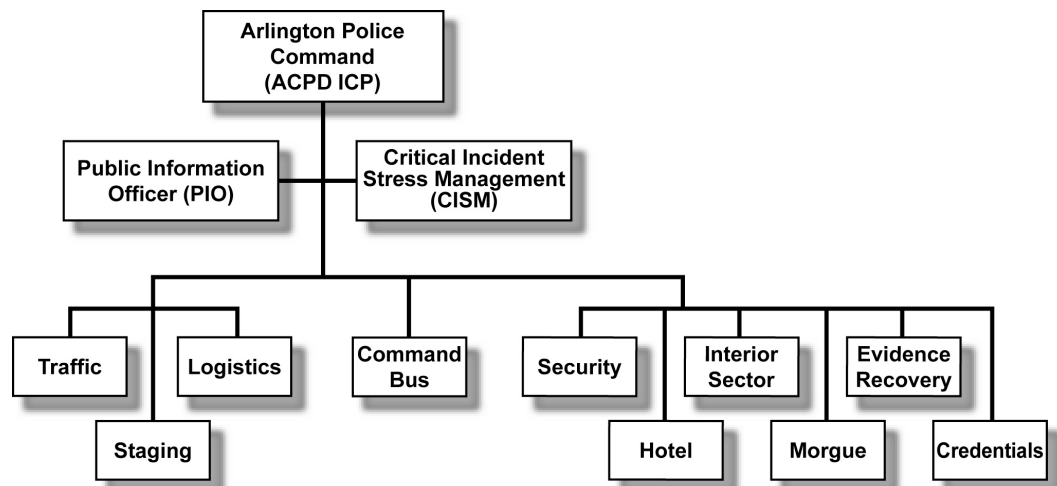 Arlington Police
Command
(ACPD ICP)
Public Information
Officer (PIO)
Critical Incident
Stress Management
(CISM)
Traffic
Logistics
Command
Bus
Security
Interior
Sector
Evidence
Recovery
Staging
Hotel
Morgue
Credentials